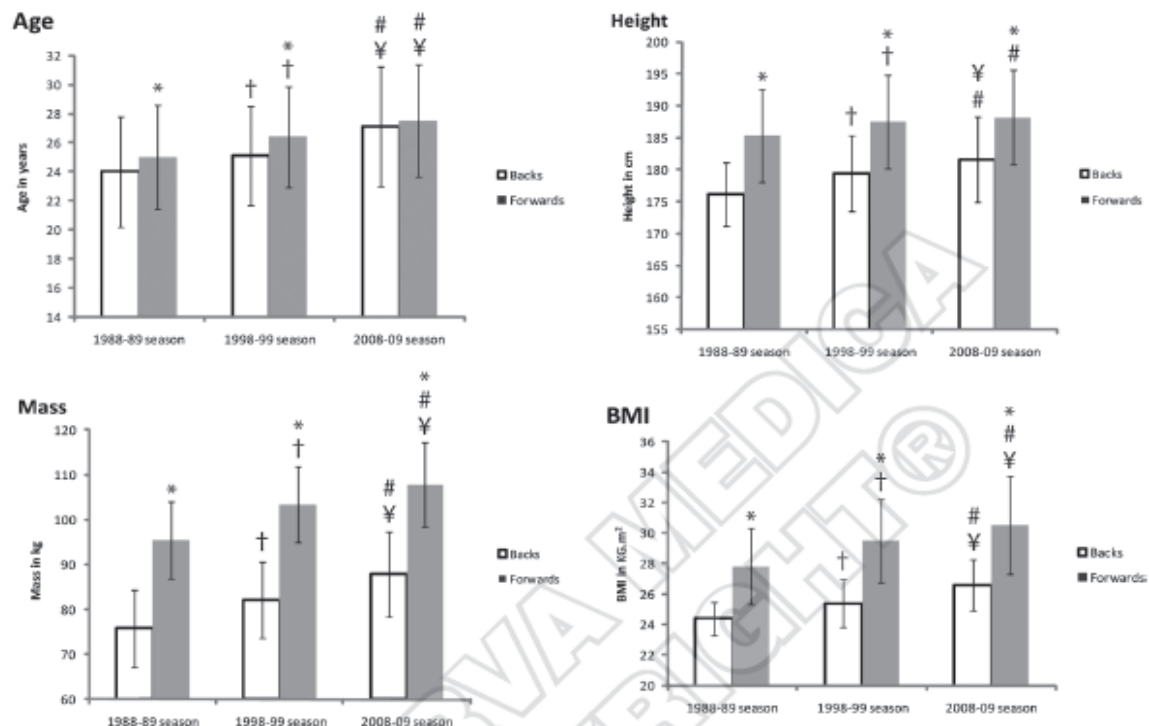 Age
# #
* ¥ ¥
* † †
32
30
28
26
24
22
20
18
16
14
Age in years
Backs
Forwards
1988-89 season 1998-99 season 2008-09 season
Height
* *
* † ¥ #
† #
200
195
190
185
180
175
170
165
160
155
Height in cm
Backs
Forwards
1988-89 season 1998-99 season 2008-09 season
Mass
*
* #
* † # ¥
† ¥
120
110
100
90
80
70
60
Mass in kg
Backs
Forwards
1988-89 season 1998-99 season 2008-09 season
BMI
*
* #
* † # ¥
† ¥
36
34
32
30
28
26
24
22
20
BMI in KG.m²
Backs
Forwards
1988-89 season 1998-99 season 2008-09 season
RVA MEDICA
YRIGHT®